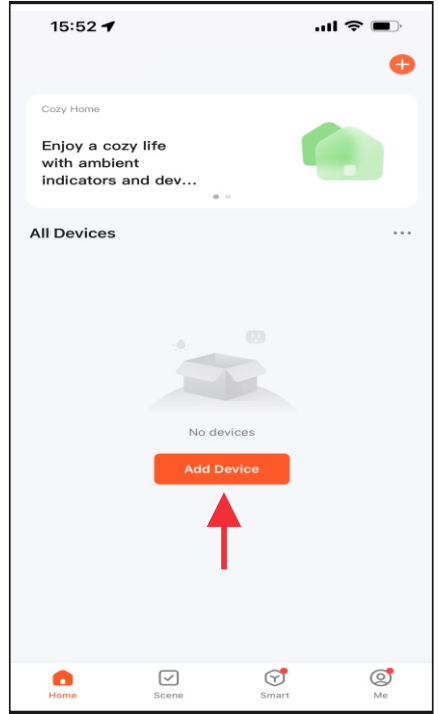 15:52
Cozy Home
Enjoy a cozy life
with ambient
indicators and dev...
All Devices
No devices
Add Device
Home
Scene
Smart
Me